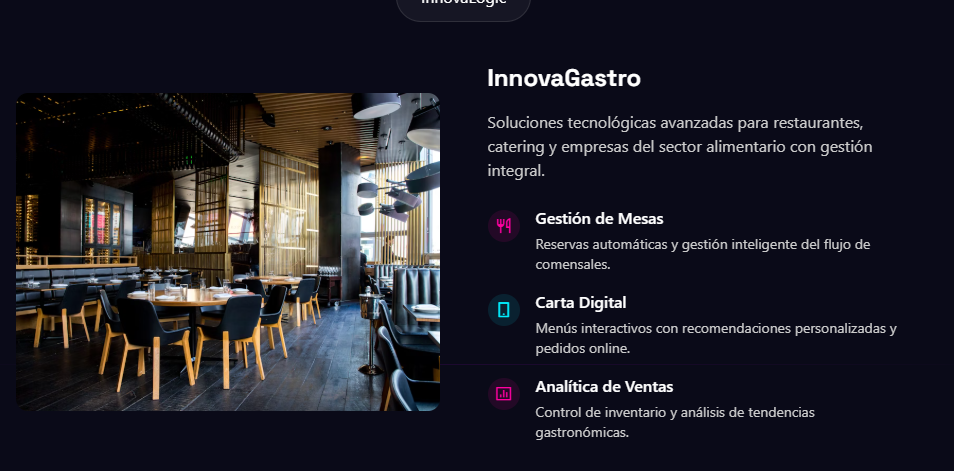 InnovaLogic
InnovaGastro
Soluciones tecnológicas avanzadas para restaurantes,
catering y empresas del sector alimentario con gestión
integral.
Gestión de Mesas
Reservas automáticas y gestión inteligente del flujo de
comensales.
Carta Digital
Menús interactivos con recomendaciones personalizadas y
pedidos online.
Analítica de Ventas
Control de inventario y análisis de tendencias
gastronómicas.